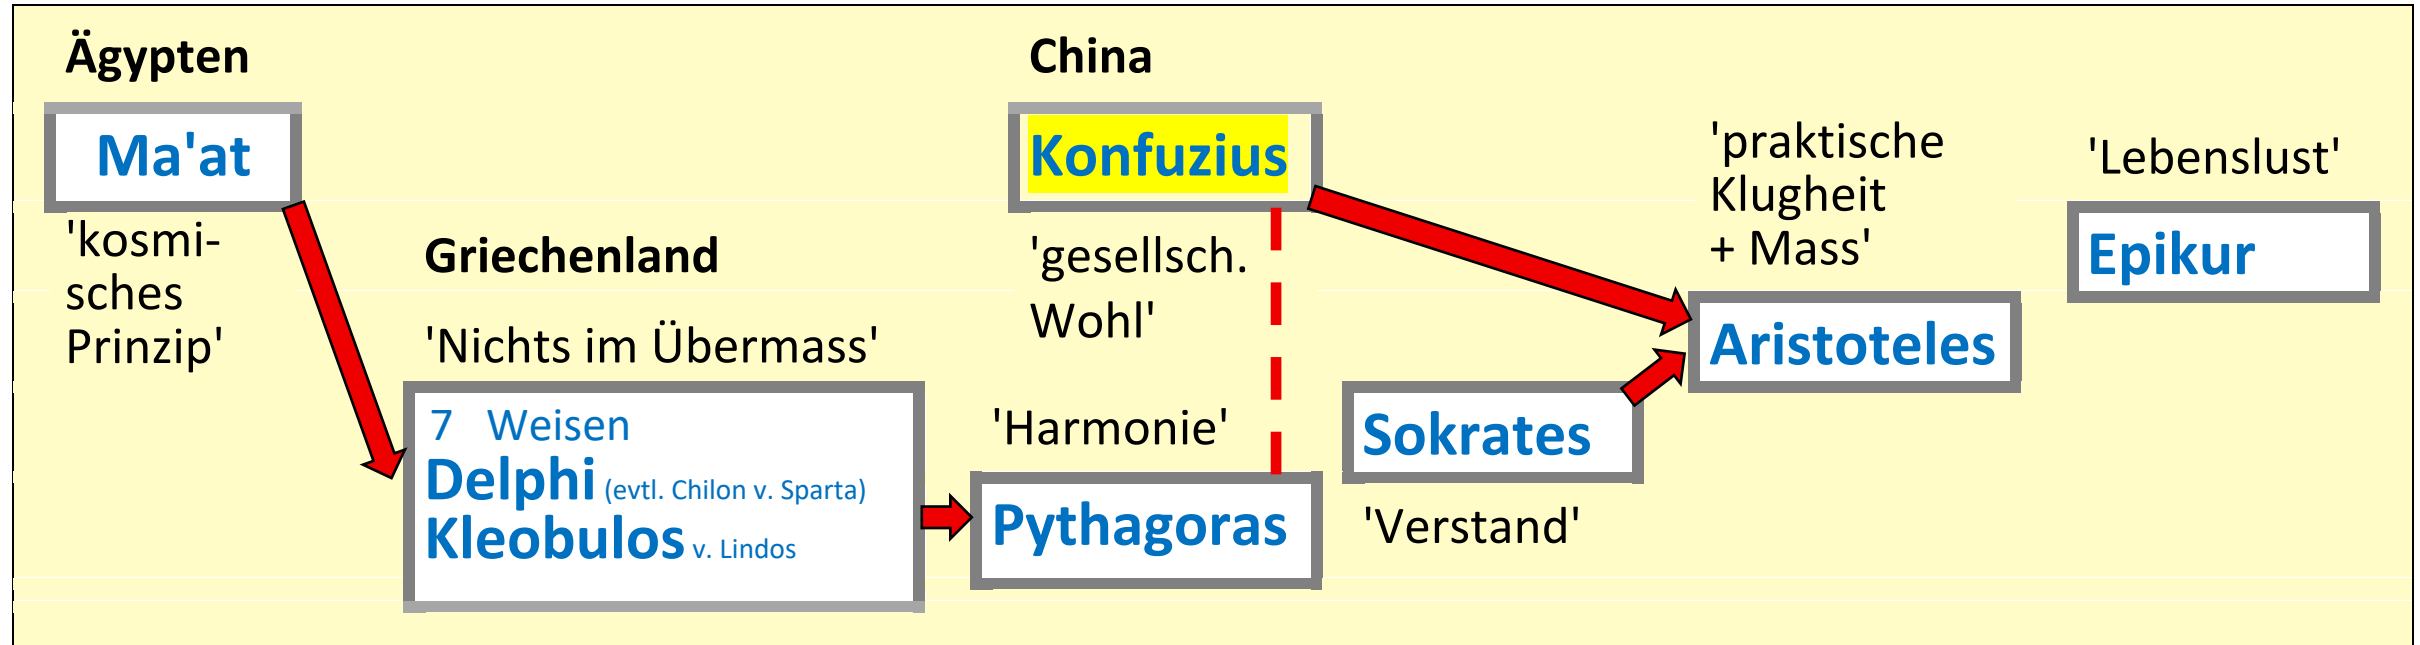 Ägypten
Ma'at
'kosmi-
sches
Prinzip'
Griechenland
'Nichts im Übermass'
7 Weisen
Delphi (evtl. Chilon v. Sparta)
Kleobulos v. Lindos
China
Konfuzius
'gesellsch.
Wohl'
'Harmonie'
Pythagoras
Sokrates
'Verstand'
'praktische
Klugheit
+ Mass'
Aristoteles
'Lebenslust'
Epikur